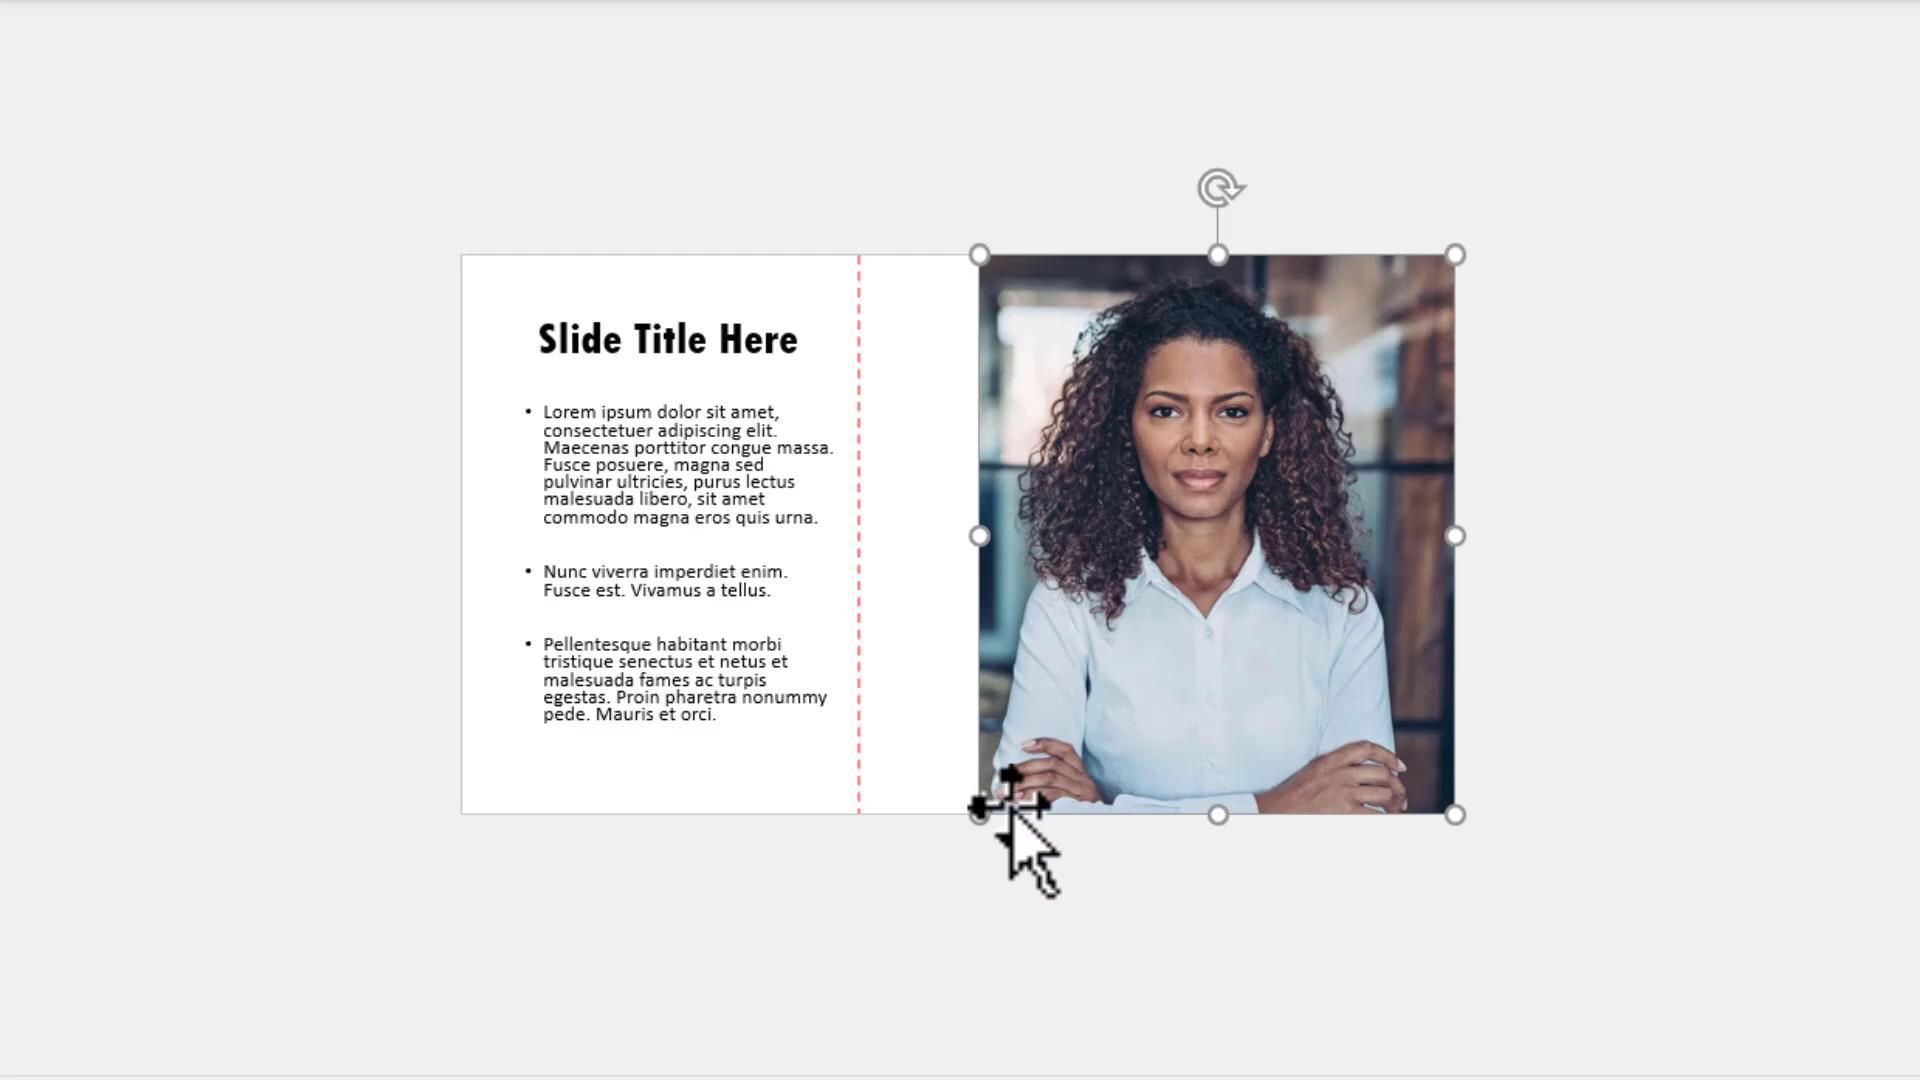 Slide Title Here
• Lorem ipsum dolor sit amet,
consectetuer adipiscing elit.
Maecenas porttitor congue massa.
Fusce posuere, magna sed
pulvinar ultricies, purus lectus
malesuada libero, sit amet
commodo magna eros quis urna.
• Nunc viverra imperdiet enim.
Fusce est. Vivamus a tellus.
• Pellentesque habitant morbi
tristique senectus et netus et
malesuada fames ac turpis
egestas. Proin pharetra nonummy
pede. Mauris et orci.